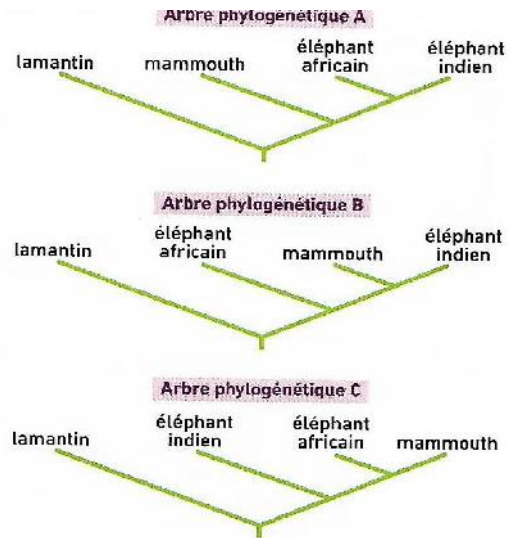 Arbre phylogénétique A
lamantin
mammouth
éléphant
africain
éléphant
indien
Arbre phylogénétique B
lamantin
éléphant
africain
mammouth
éléphant
indien
Arbre phylogénétique C
lamantin
éléphant
indien
éléphant
africain
mammouth